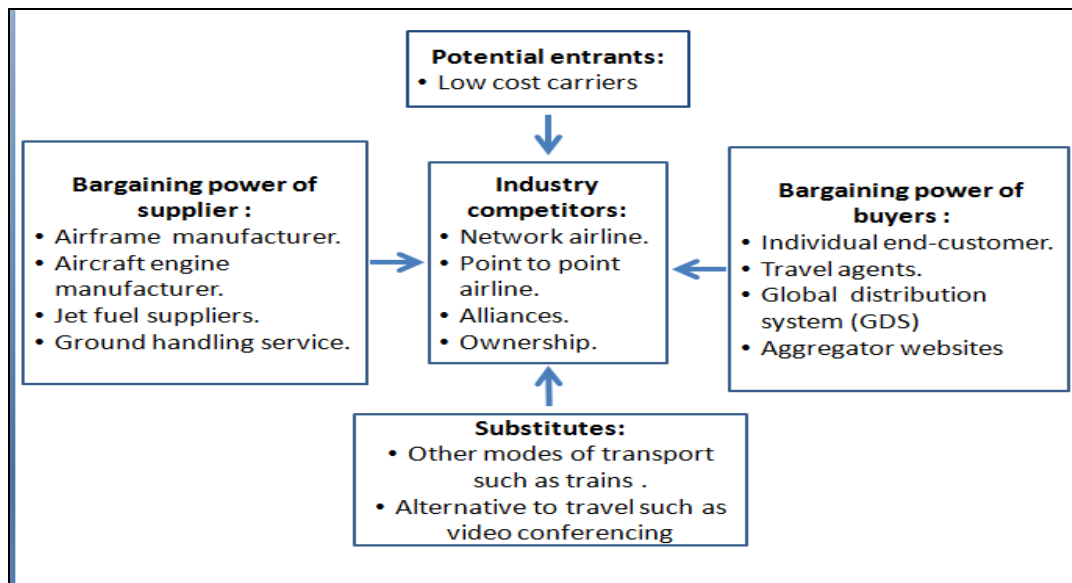 Potential entrants:
• Low cost carriers
Bargaining power of
supplier :
• Airframe manufacturer.
• Aircraft engine
manufacturer.
• Jet fuel suppliers.
• Ground handling service.
Industry
competitors:
• Network airline.
• Point to point
airline.
• Alliances.
• Ownership.
Bargaining power of
buyers :
• Individual end-customer.
• Travel agents.
• Global distribution
system (GDS)
• Aggregator websites
Substitutes:
• Other modes of transport
such as trains .
• Alternative to travel such as
video conferencing